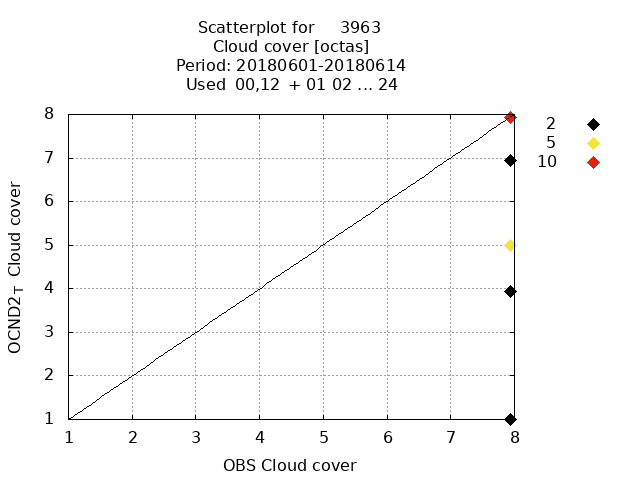 Scatterplot for 3963
Cloud cover [octas]
Period: 20180601-20180614
Used 00,12 + 01 02 ... 24
8
7
6
5
4
3
2
1
OCND2T Cloud cover
1 2 3 4 5 6 7 8
OBS Cloud cover
2
5
10